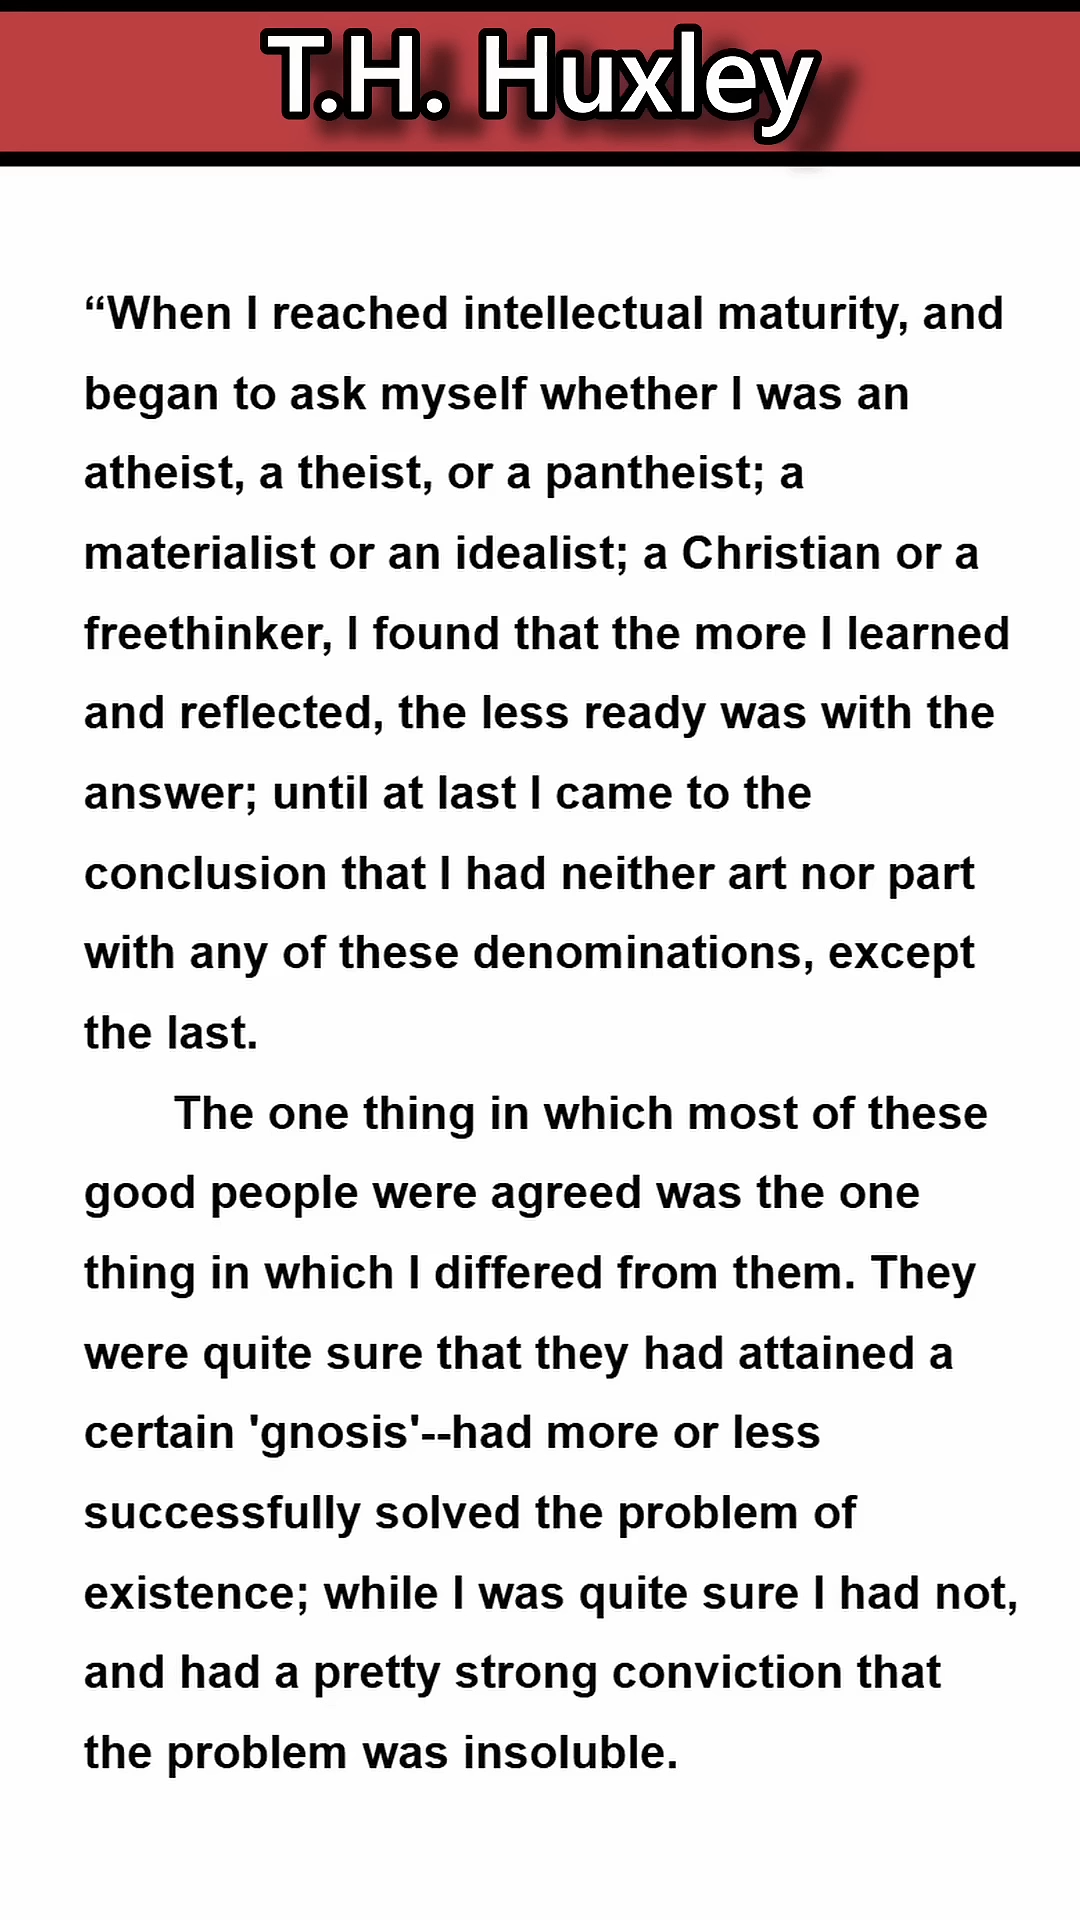 T.H. Huxley
“When I reached intellectual maturity, and
began to ask myself whether I was an
atheist, a theist, or a pantheist; a
materialist or an idealist; a Christian or a
freethinker, I found that the more I learned
and reflected, the less ready was with the
answer; until at last I came to the
conclusion that I had neither art nor part
with any of these denominations, except
the last.
The one thing in which most of these
good people were agreed was the one
thing in which I differed from them. They
were quite sure that they had attained a
certain 'gnosis'--had more or less
successfully solved the problem of
existence; while I was quite sure I had not,
and had a pretty strong conviction that
the problem was insoluble.